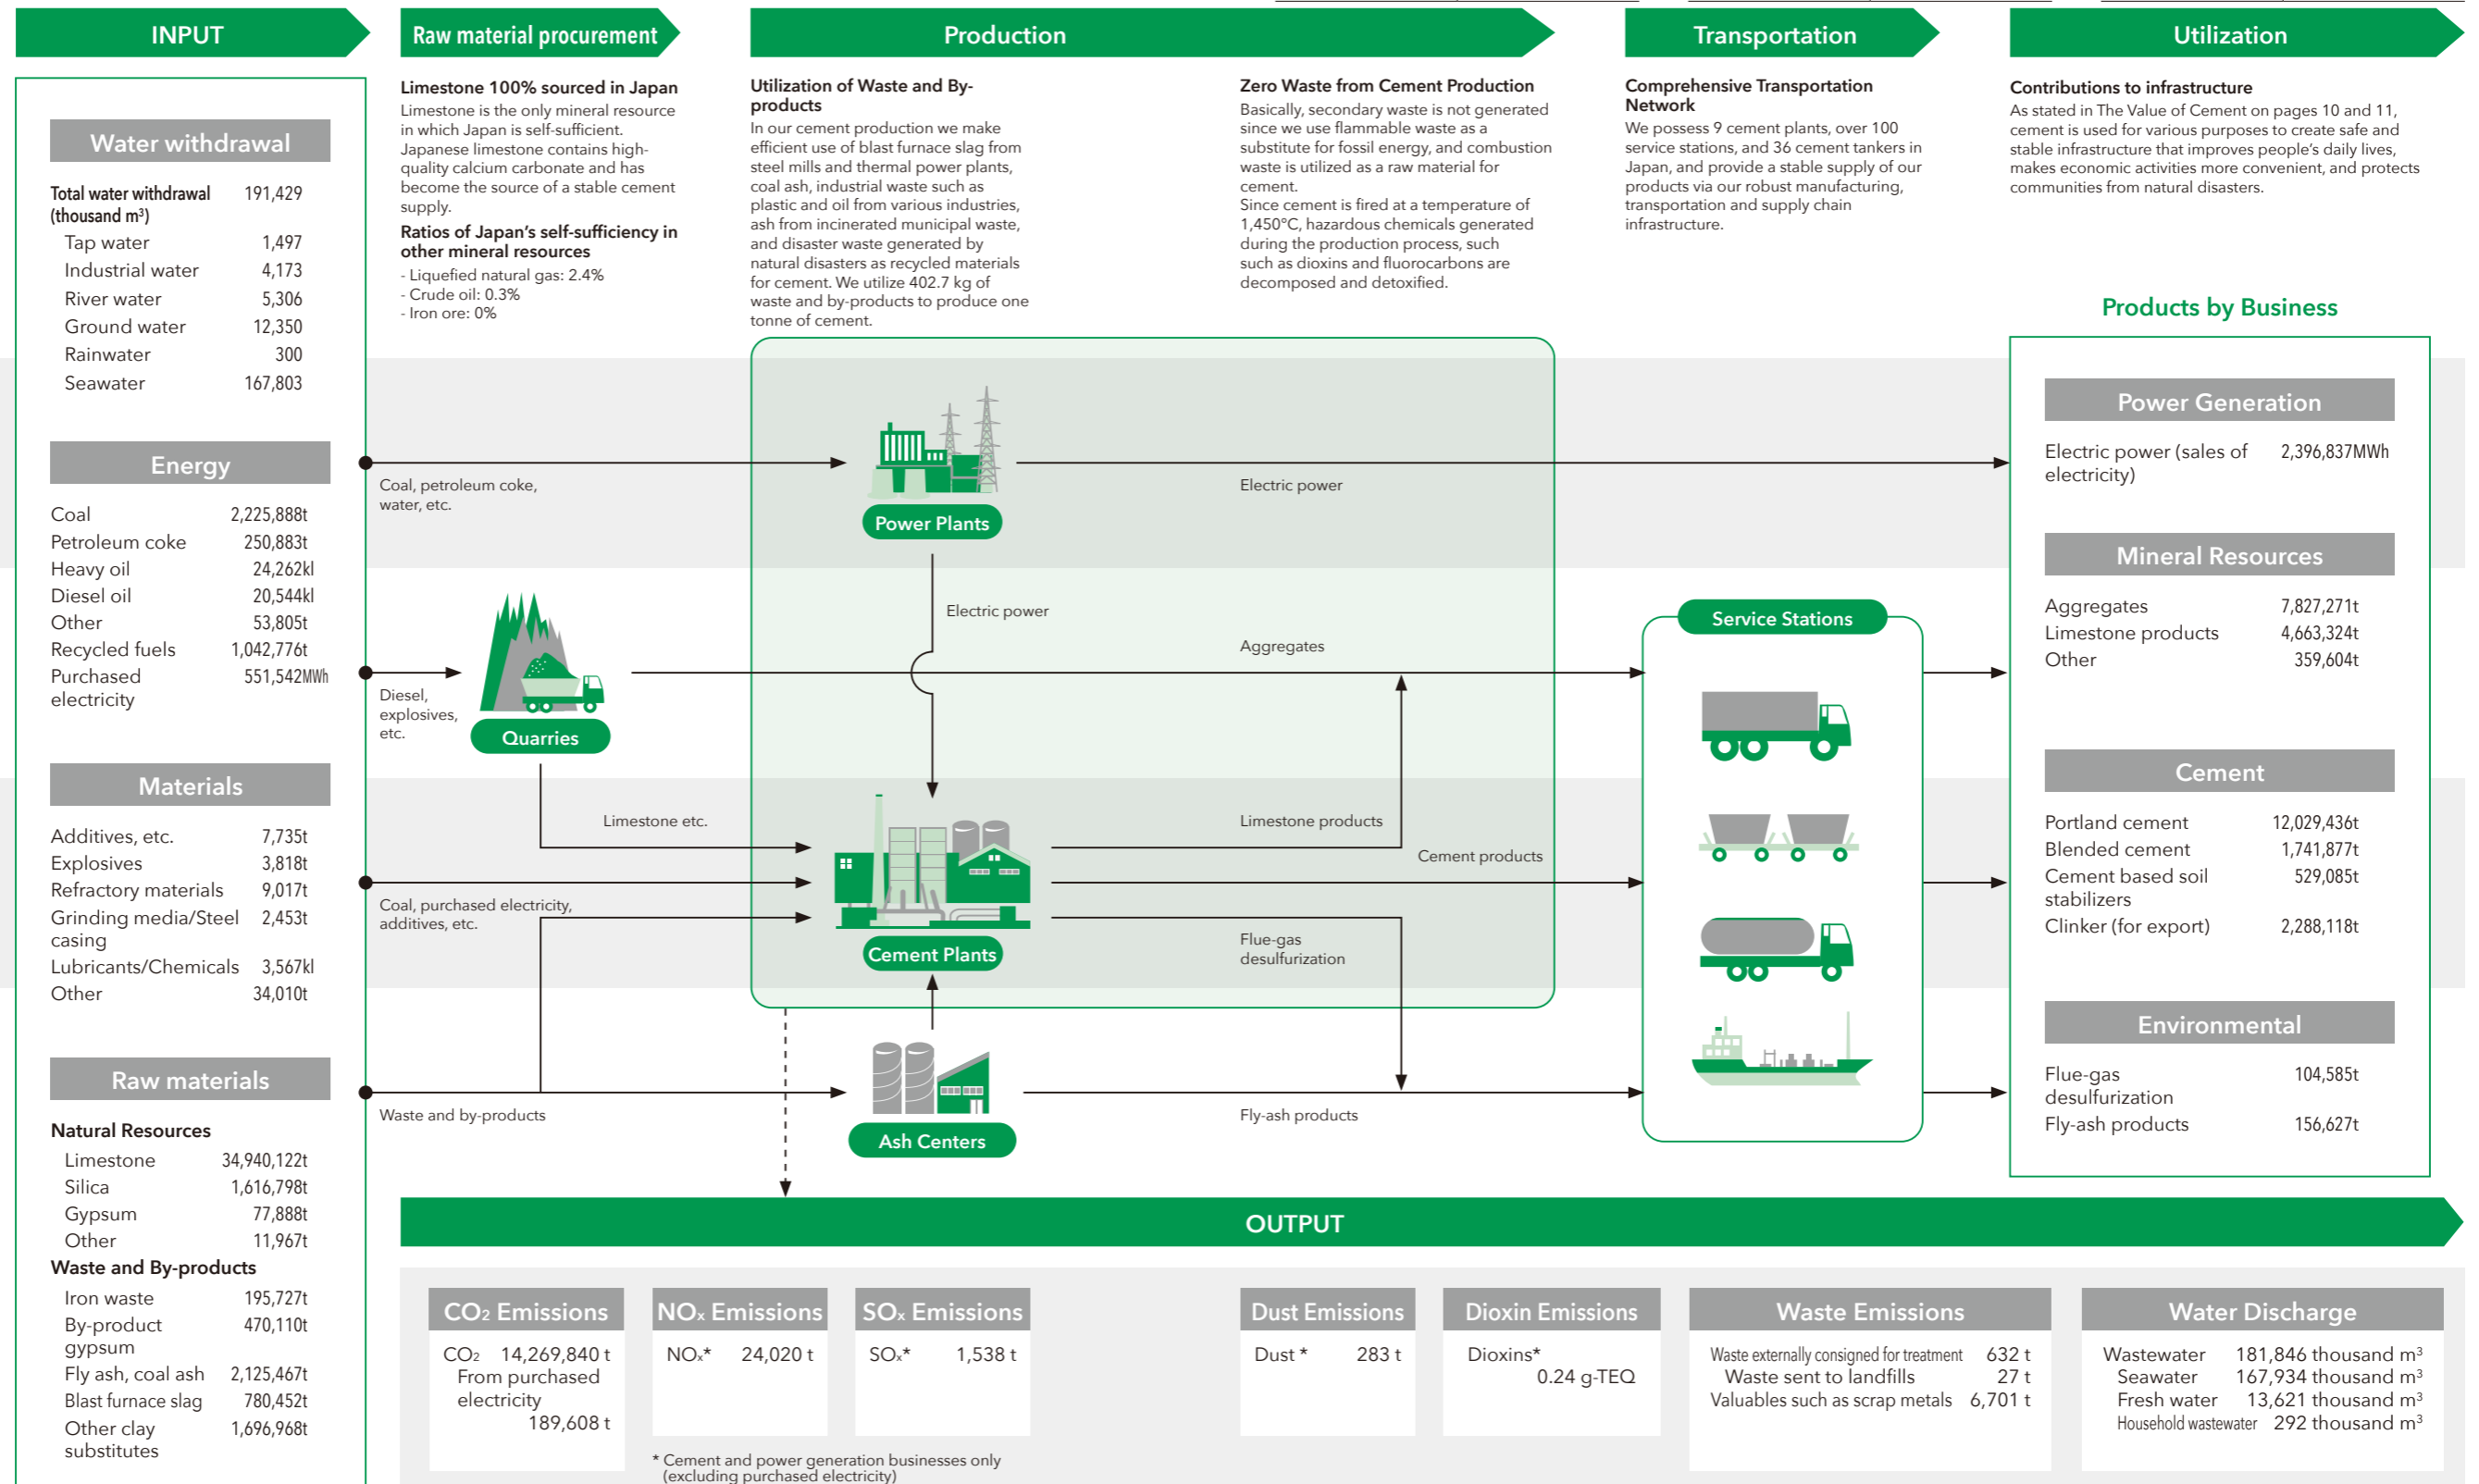 INPUT
Raw material procurement
Production
Transportation
Utilization
Water withdrawal
Total water withdrawal 191,429
(thousand m³)
Tap water 1,497
Industrial water 4,173
River water 5,306
Ground water 12,350
Rainwater 300
Seawater 167,803
Energy
Coal 2,225,888t
Petroleum coke 250,883t
Heavy oil 24,262kl
Diesel oil 20,544kl
Other 53,805t
Recycled fuels 1,042,776t
Purchased 551,542MWh
electricity
Materials
Additives, etc. 7,735t
Explosives 3,818t
Refractory materials 9,017t
Grinding media/Steel 2,453t
casing
Lubricants/Chemicals 3,567kl
Other 34,010t
Raw materials
Natural Resources
Limestone 34,940,122t
Silica 1,616,798t
Gypsum 77,888t
Other 11,967t
Waste and By-products
Iron waste 195,727t
By-product 470,110t
gypsum
Fly ash, coal ash 2,125,467t
Blast furnace slag 780,452t
Other clay 1,696,968t
substitutes
Limestone 100% sourced in Japan
Limestone is the only mineral resource
in which Japan is self-sufficient.
Japanese limestone contains high-
quality calcium carbonate and has
become the source of a stable cement
supply.
Ratios of Japan's self-sufficiency in
other mineral resources
- Liquefied natural gas: 2.4%
- Crude oil: 0.3%
- Iron ore: 0%
Utilization of Waste and By-
products
In our cement production we make
efficient use of blast furnace slag from
steel mills and thermal power plants,
coal ash, industrial waste such as
plastic and oil from various industries,
ash from incinerated municipal waste,
and disaster waste generated by
natural disasters as recycled materials
for cement. We utilize 402.7 kg of
waste and by-products to produce one
tonne of cement.
Zero Waste from Cement Production
Basically, secondary waste is not generated
since we use flammable waste as a
substitute for fossil energy, and combustion
waste is utilized as a raw material for
cement.
Since cement is fired at a temperature of
1,450°C, hazardous chemicals generated
during the production process, such
such as dioxins and fluorocarbons are
decomposed and detoxified.
Comprehensive Transportation
Network
We possess 9 cement plants, over 100
service stations, and 36 cement tankers in
Japan, and provide a stable supply of our
products via our robust manufacturing,
transportation and supply chain
infrastructure.
Contributions to infrastructure
As stated in The Value of Cement on pages 10 and 11,
cement is used for various purposes to create safe and
stable infrastructure that improves people's daily lives,
makes economic activities more convenient, and protects
communities from natural disasters.
Coal, petroleum coke,
water, etc.
Power Plants
Electric power
Electric power
Diesel,
explosives,
etc.
Quarries
Aggregates
Limestone etc.
Limestone products
Cement products
Coal, purchased electricity,
additives, etc.
Cement Plants
Flue-gas
desulfurization
Waste and by-products
Ash Centers
Fly-ash products
Service Stations
Products by Business
Power Generation
Electric power (sales of 2,396,837MWh
electricity)
Mineral Resources
Aggregates 7,827,271t
Limestone products 4,663,324t
Other 359,604t
Cement
Portland cement 12,029,436t
Blended cement 1,741,877t
Cement based soil 529,085t
stabilizers
Clinker (for export) 2,288,118t
Environmental
Flue-gas 104,585t
desulfurization
Fly-ash products 156,627t
OUTPUT
CO₂ Emissions
CO₂ 14,269,840 t
From purchased
electricity
189,608 t
NOₓ Emissions
NOₓ* 24,020 t
SOₓ Emissions
SOₓ* 1,538 t
* Cement and power generation businesses only
(excluding purchased electricity)
Dust Emissions
Dust * 283 t
Dioxin Emissions
Dioxins*
0.24 g-TEQ
Waste Emissions
Waste externally consigned for treatment 632 t
Waste sent to landfills 27 t
Valuables such as scrap metals 6,701 t
Water Discharge
Wastewater 181,846 thousand m³
Seawater 167,934 thousand m³
Fresh water 13,621 thousand m³
Household wastewater 292 thousand m³